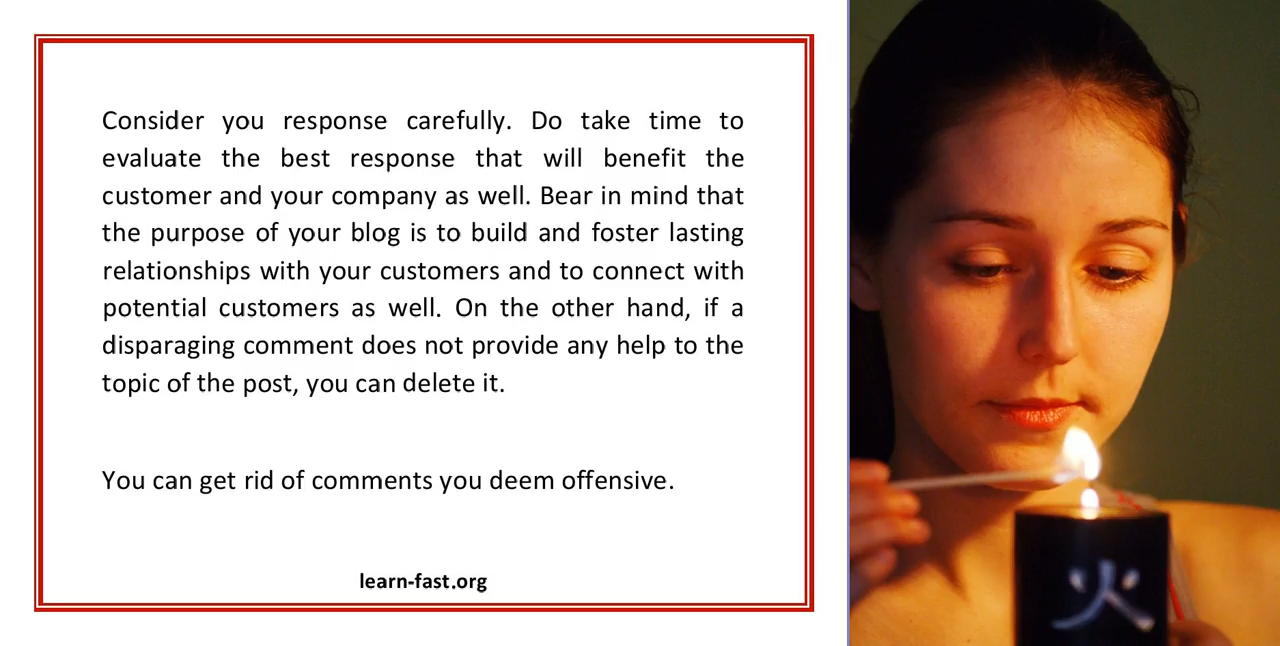 Consider you response carefully. Do take time to
evaluate the best response that will benefit the
customer and your company as well. Bear in mind that
the purpose of your blog is to build and foster lasting
relationships with your customers and to connect with
potential customers as well. On the other hand, if a
disparaging comment does not provide any help to the
topic of the post, you can delete it.
You can get rid of comments you deem offensive.
learn-fast.org
火